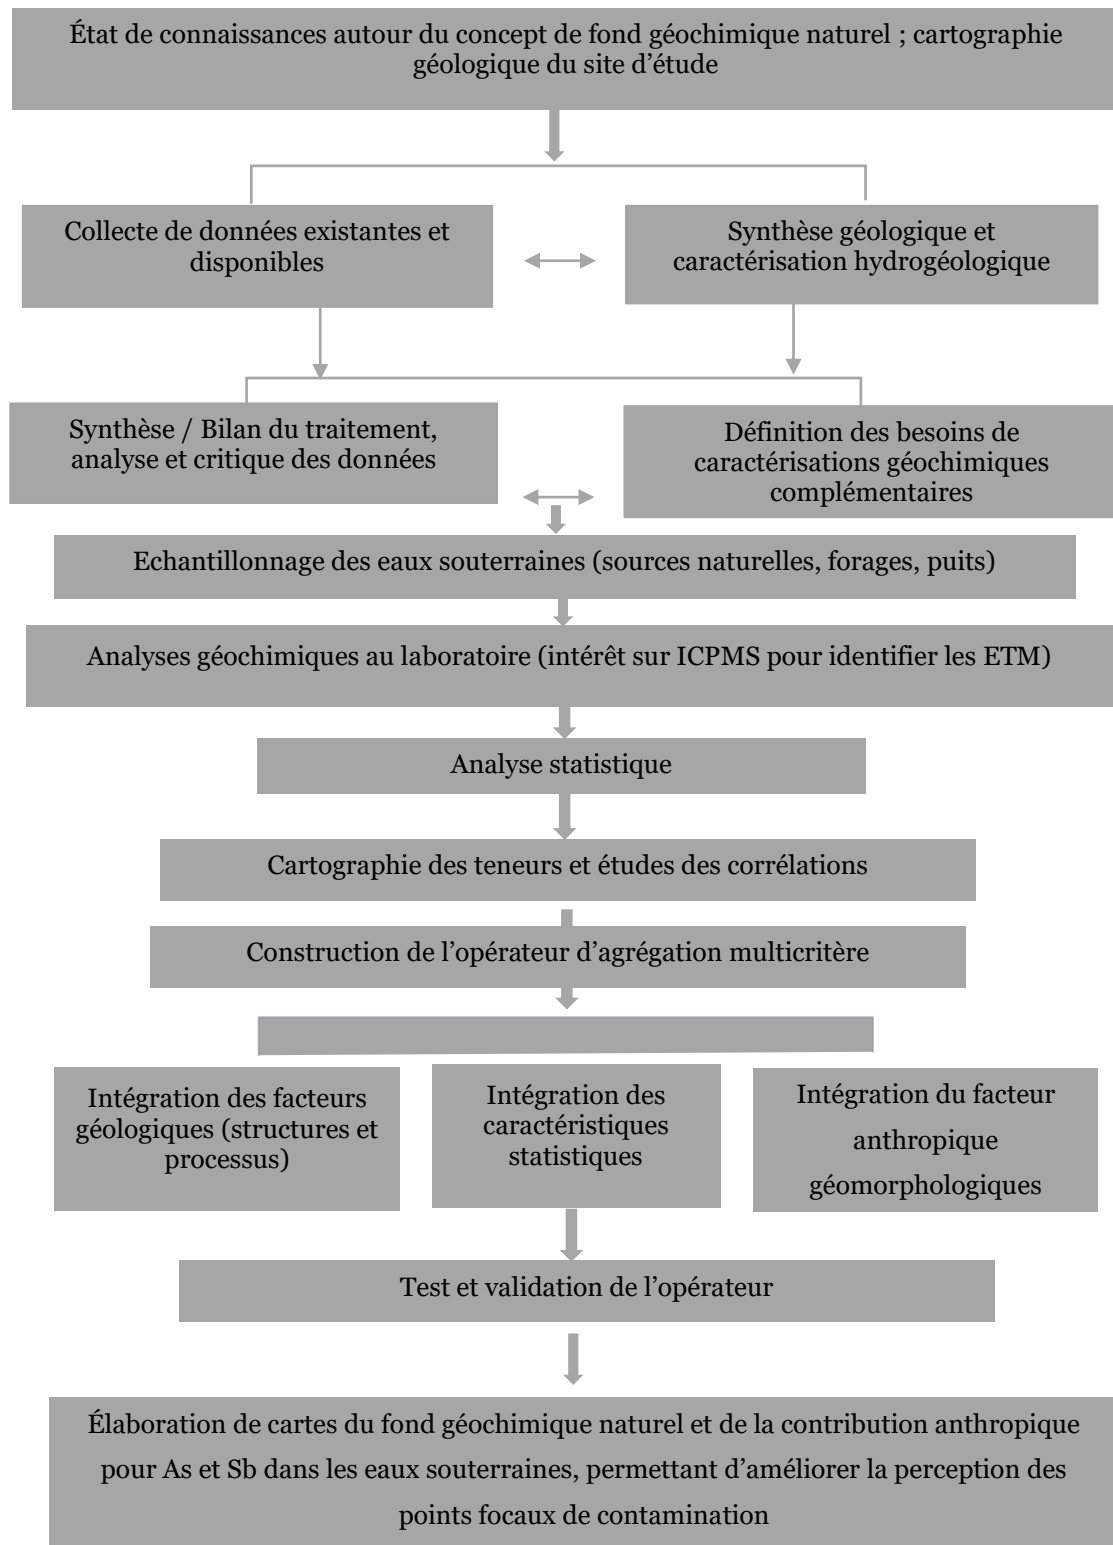 État de connaissances autour du concept de fond géochimique naturel ; cartographie
géologique du site d’étude
Collecte de données existantes et
disponibles
Synthèse géologique et
caractérisation hydrogéologique
Synthèse / Bilan du traitement,
analyse et critique des données
Définition des besoins de
caractérisations géochimiques
complémentaires
Echantillonnage des eaux souterraines (sources naturelles, forages, puits)
Analyses géochimiques au laboratoire (intérêt sur ICPMS pour identifier les ETM)
Analyse statistique
Cartographie des teneurs et études des corrélations
Construction de l’opérateur d’agrégation multicritère
Intégration des facteurs
géologiques (structures et
processus)
Intégration des
caractéristiques
statistiques
Intégration du facteur
anthropique
géomorphologiques
Test et validation de l’opérateur
Élaboration de cartes du fond géochimique naturel et de la contribution anthropique
pour As et Sb dans les eaux souterraines, permettant d’améliorer la perception des
points focaux de contamination